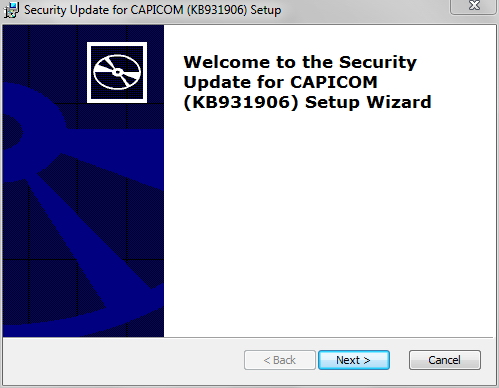 Security Update for CAPICOM (KB931906) Setup
Welcome to the Security
Update for CAPICOM
(KB931906) Setup Wizard
< Back Next > Cancel